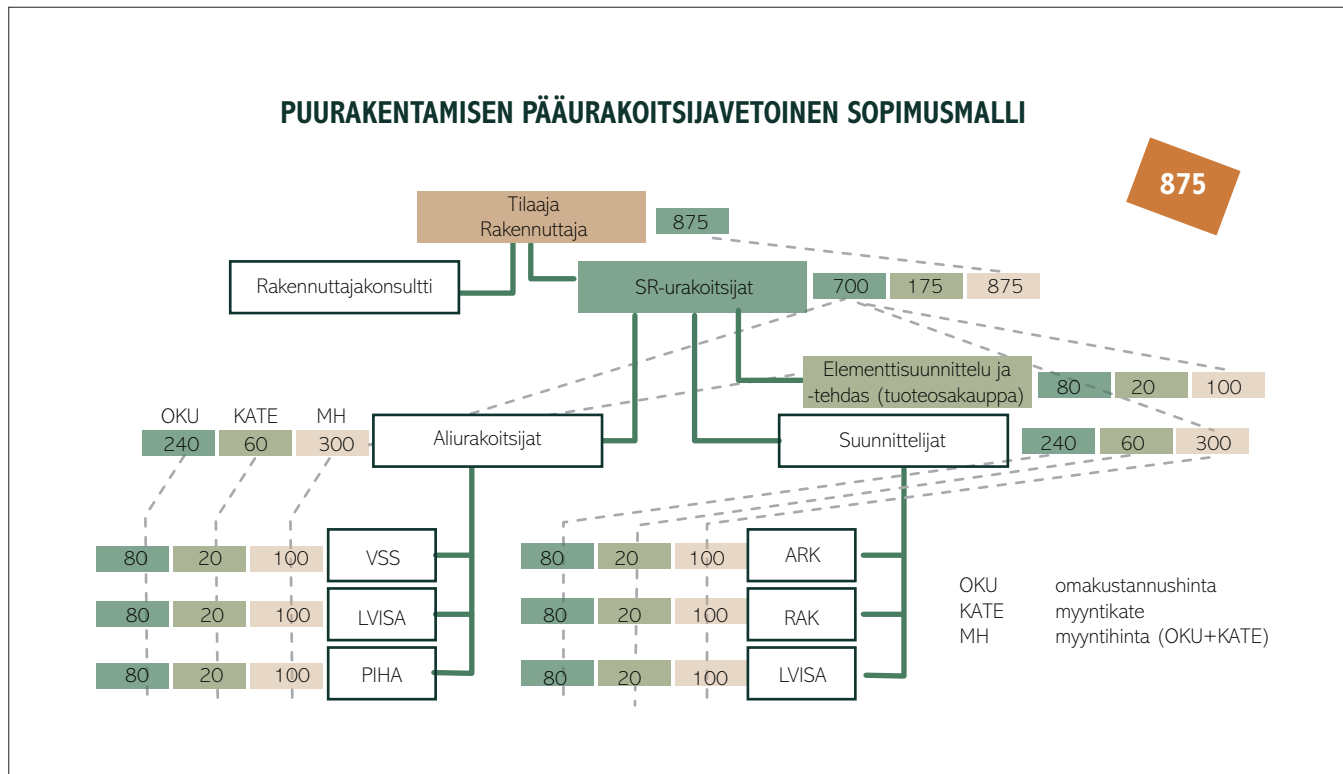 PUURAKENTAMISEN PÄÄURAKOITSIJAVETOINEN SOPIMUSMALLI
875
Tilaaja
Rakennuttaja
875
Rakennuttajakonsultti
SR-urakoitsijat
700 175 875
Elementtisuunnittelu ja
-tehdas (tuoteosakauppa)
80 20 100
OKU KATE MH
240 60 300
Aliurakoitsijat
Suunnittelijat
240 60 300
80 20 100 VSS
80 20 100 ARK
80 20 100 LVISA
80 20 100 RAK
80 20 100 PIHA
80 20 100 LVISA
OKU omakustannushinta
KATE myyntikate
MH myyntihinta (OKU+KATE)